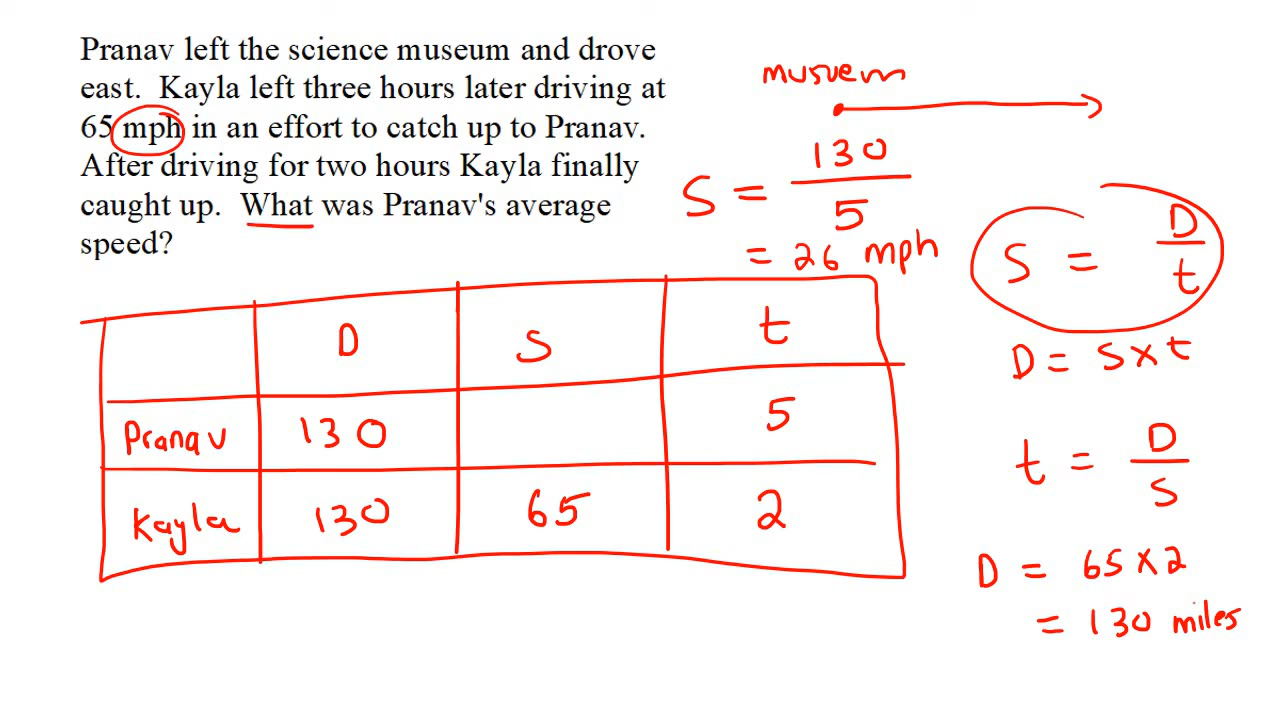 Pranav left the science museum and drove
east. Kayla left three hours later driving at
65 mph in an effort to catch up to Pranav.
After driving for two hours Kayla finally
caught up. What was Pranav's average
speed?
musuem
S = 130/5
= 26 mph
S = D/t
D = S x t
t = D/S
D = 65 x 2
= 130 miles
D S t
Pranav 130 5
Kayla 130 65 2